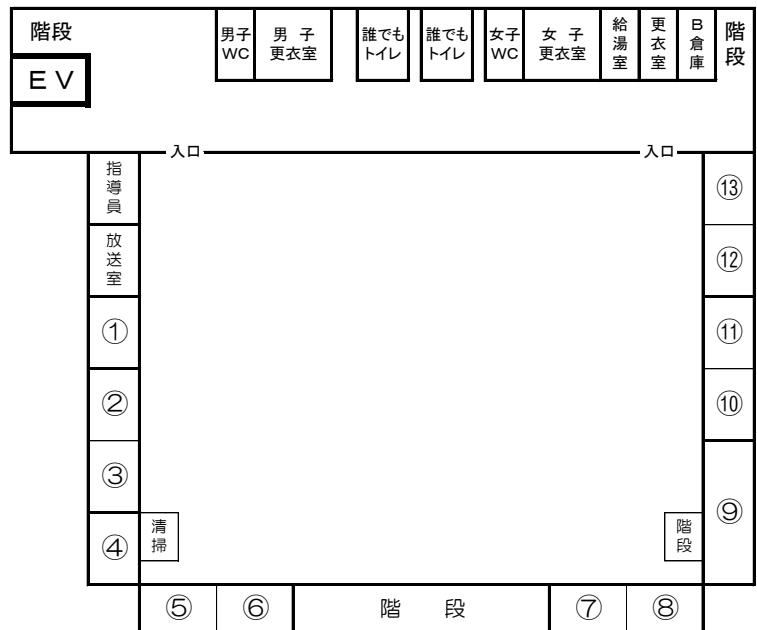 階段
男子
WC
男 子
更衣室
誰でも
トイレ
誰でも
トイレ
女子
WC
女 子
更衣室
給湯室
更衣室
B倉庫
階段
ＥＶ
入口
入口
指導員
⑬
放送室
⑫
①
⑪
②
⑩
③
⑨
清掃
階段
④
⑤
⑥
階 段
⑦
⑧